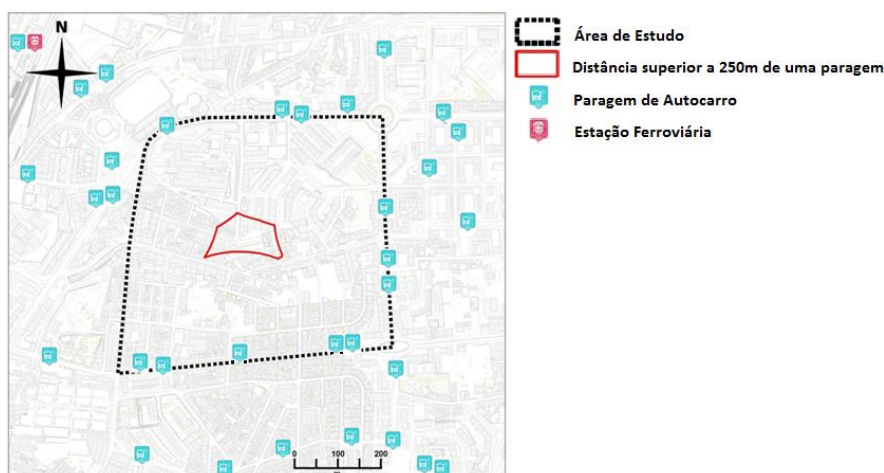 N
Área de Estudo
Distância superior a 250m de uma paragem
Paragem de Autocarro
Estação Ferroviária
0 100 200